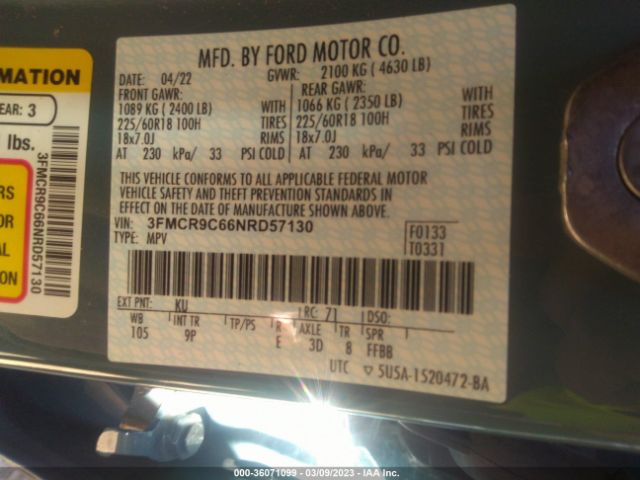 RMATION
EAR: 3
lbs.
RS
OR
AL
ION
3FMCR9C66NRD57130
MFD. BY FORD MOTOR CO.
DATE: 04/22 GVWR: 2100 KG ( 4630 LB)
FRONT GAWR: REAR GAWR:
1089 KG ( 2400 LB) WITH 1066 KG ( 2350 LB) WITH
225/60R18 100H TIRES 225/60R18 100H TIRES
18x7.0J RIMS 18x7.0J RIMS
AT 230 kPa/ 33 PSI COLD AT 230 kPa/ 33 PSI COLD
THIS VEHICLE CONFORMS TO ALL APPLICABLE FEDERAL MOTOR
VEHICLE SAFETY AND THEFT PREVENTION STANDARDS IN
EFFECT ON THE DATE OF MANUFACTURE SHOWN ABOVE.
VIN: 3FMCR9C66NRD57130 F0133
TYPE: MPV T0331
EXT PNT: KU RC: 71 DSO:
WB INT TR TP/PS R AXLE TR SPR
105 9P E 3D 8 FFBB
UTC ▽ 5U5A-1520472-BA
000-36071099 - 03/09/2023 - IAA Inc.